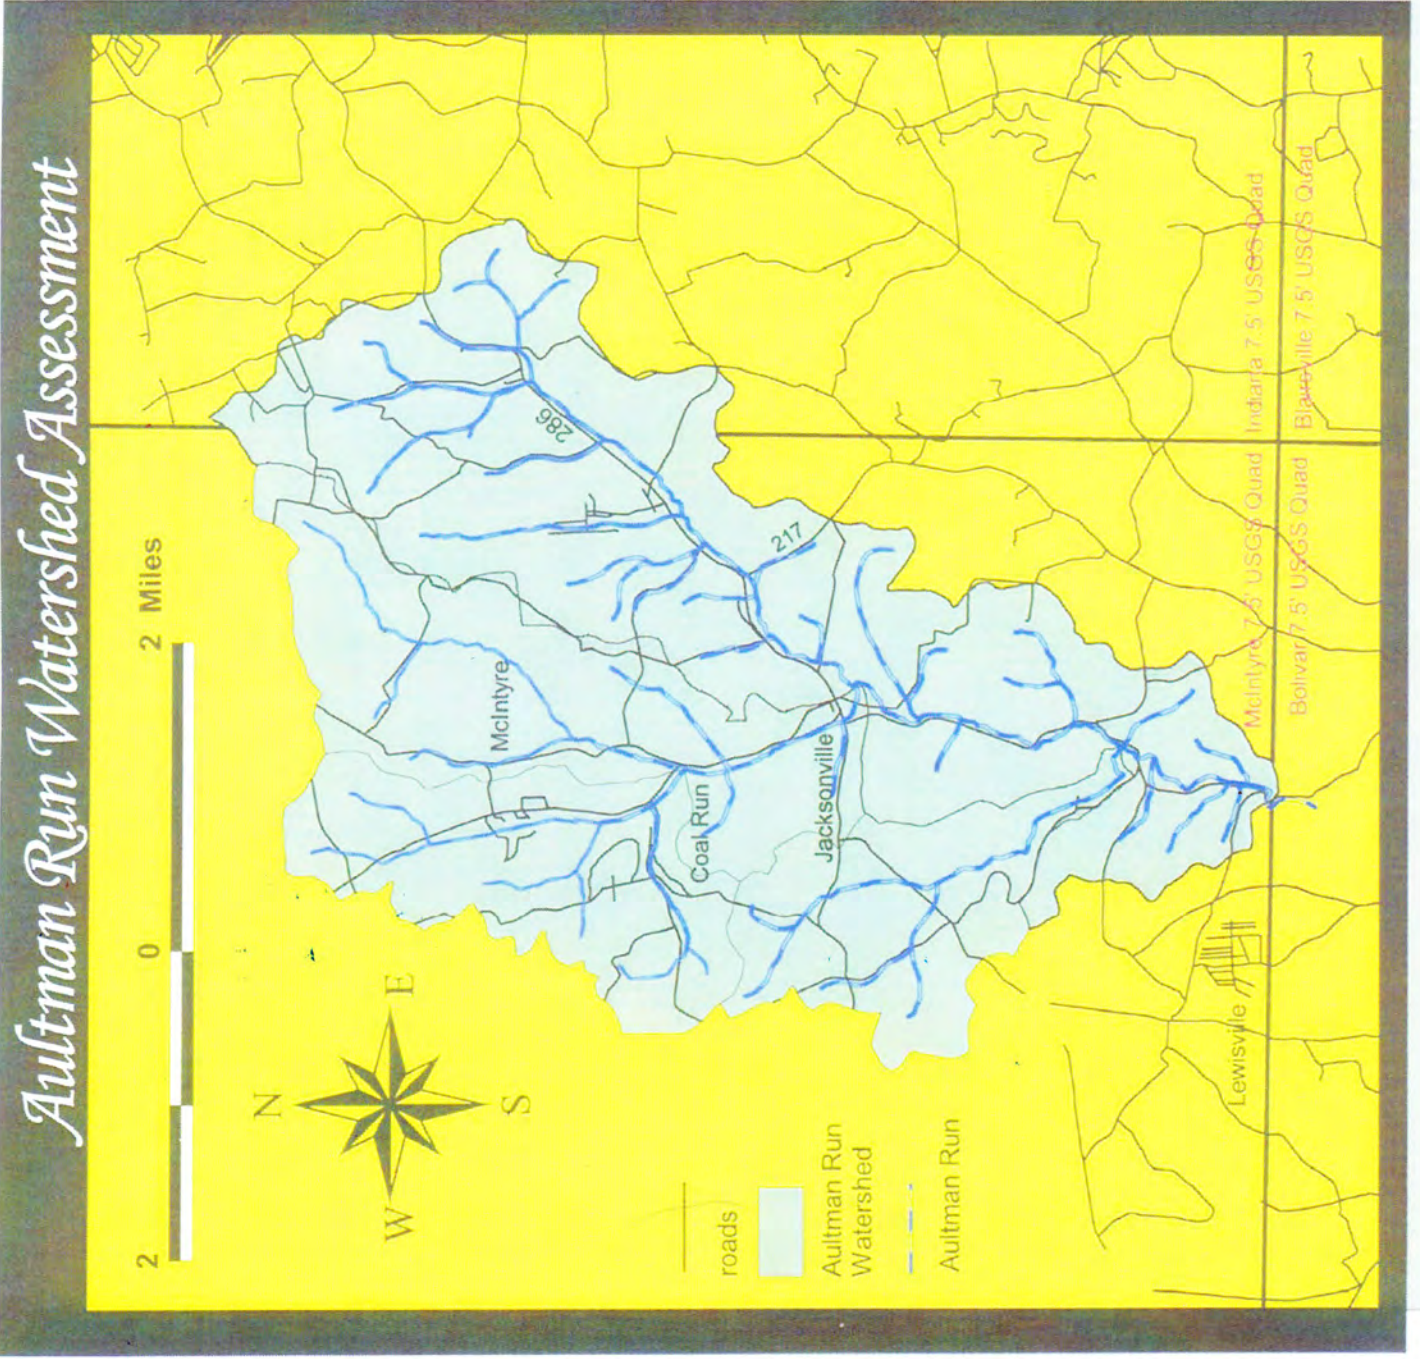 Aultman Run Watershed Assessment
2 0 2 Miles
N
W E
S
286
217
McIntyre
Coal Run
Jacksonville
Lewisville
roads
Aultman Run
Watershed
Aultman Run
McIntyre 7.5' USGS Quad
Indiana 7.5' USGS Quad
Bolivar 7.5' USGS Quad
Blairsville 7.5' USGS Quad